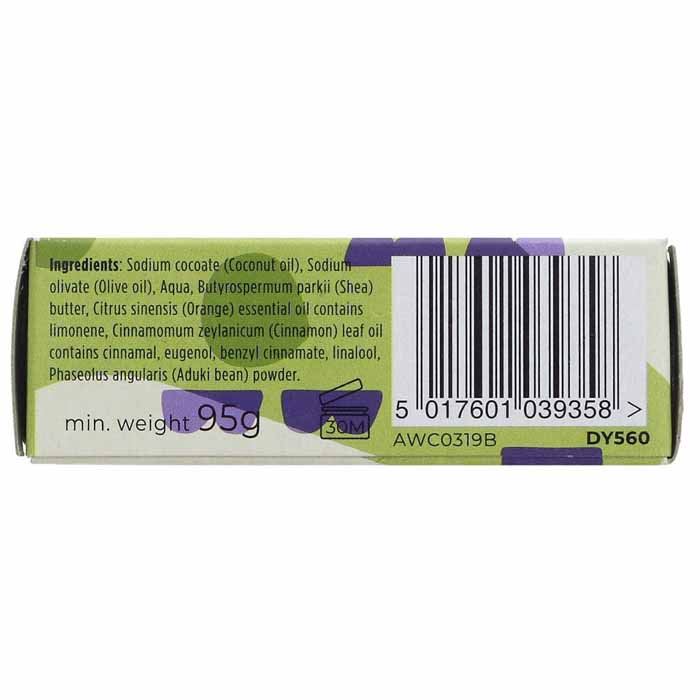 Ingredients: Sodium cocoate (Coconut oil), Sodium
olivate (Olive oil), Aqua, Butyrospermum parkii (Shea)
butter, Citrus sinensis (Orange) essential oil contains
limonene, Cinnamomum zeylanicum (Cinnamon) leaf oil
contains cinnamal, eugenol, benzyl cinnamate, linalool,
Phaseolus angularis (Aduki bean) powder.
min. weight 95g
30M
5 017601 039358 >
AWC0319B DY560